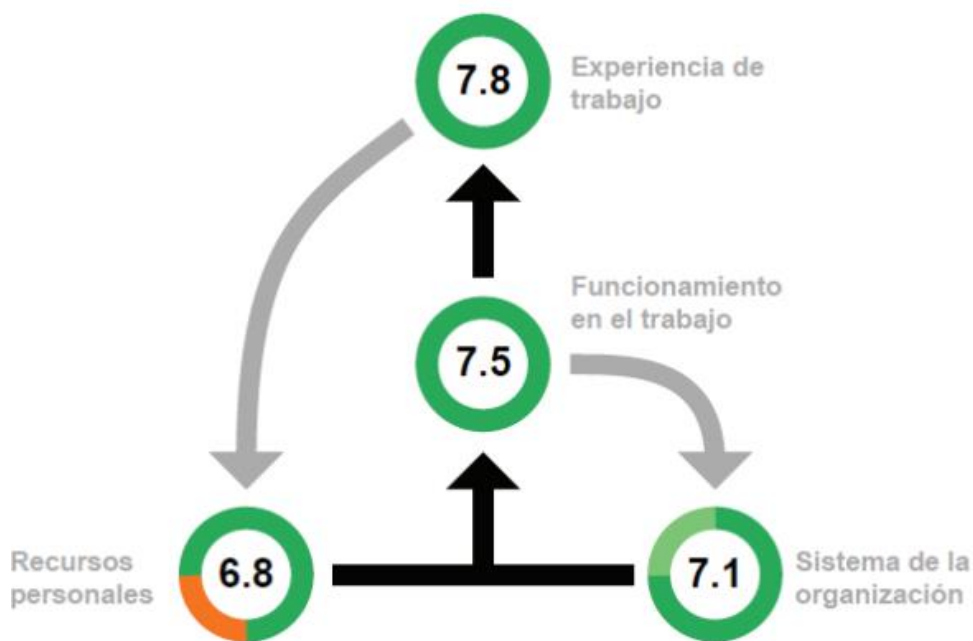 7.8
Experiencia de
trabajo
7.5
Funcionamiento
en el trabajo
Recursos
personales
6.8
7.1
Sistema de la
organización